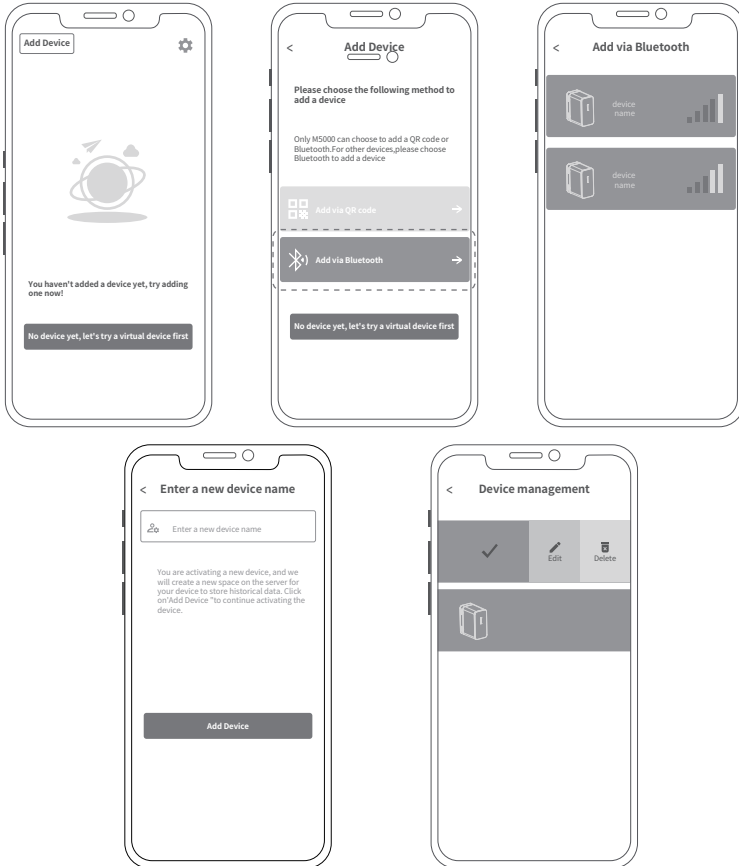 Add Device
You haven't added a device yet, try adding
one now!
No device yet, let's try a virtual device first
<
Add Device
Please choose the following method to
add a device
Only M5000 can choose to add a QR code or
Bluetooth.For other devices,please choose
Bluetooth to add a device
Add via QR code
Add via Bluetooth
No device yet, let's try a virtual device first
<
Add via Bluetooth
device
name
device
name
<
Enter a new device name
Enter a new device name
You are activating a new device, and we
will create a new space on the server for
your device to store historical data. Click
on'Add Device "to continue activating the
device.
Add Device
<
Device management
Edit
Delete